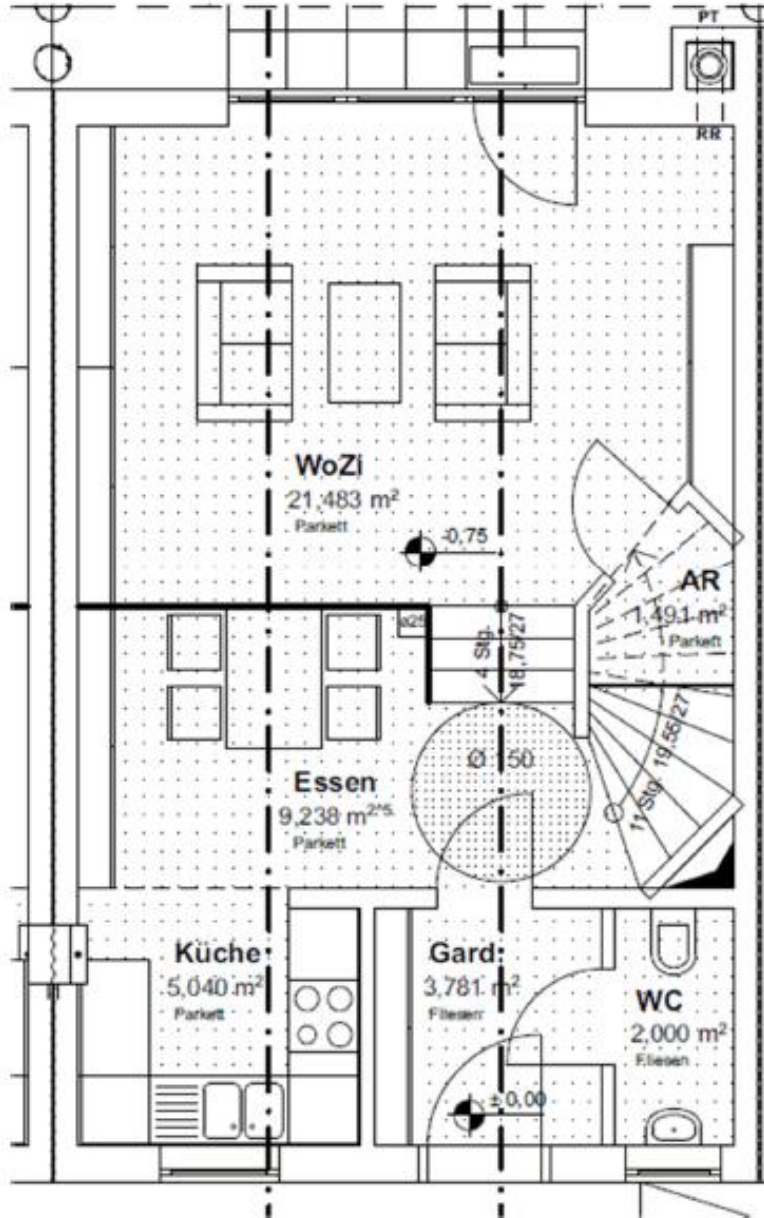 PT
RR
WoZi
21,483 m²
Parkett
-0,75
AR
1,491 m²
Parkett
ø25
4 Stg.
18,75/27
Ø 150
Essen
9,238 m²
Parkett
11 Stg. 19,56/27
Küche
5,040 m²
Parkett
Gard
3,781 m²
Fliesen
WC
2,000 m²
Fliesen
±0,00